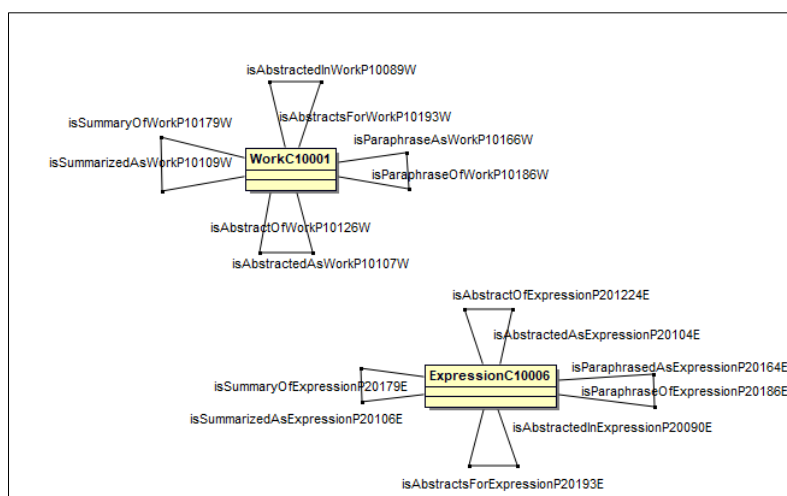 isAbstractedInWorkP10089W
isAbstractsForWorkP10193W
isSummaryOfWorkP10179W
isParaphraseAsWorkP10166W
isSummarizedAsWorkP10109W
WorkC10001
isParaphraseOfWorkP10186W
isAbstractOfWorkP10126W
isAbstractedAsWorkP10107W
isAbstractOfExpressionP201224E
isAbstractedAsExpressionP20104E
isParaphrasedAsExpressionP20164E
ExpressionC10006
isSummaryOfExpressionP20179E
isParaphraseOfExpressionP20186E
isSummarizedAsExpressionP20106E
isAbstractedInExpressionP20090E
isAbstractsForExpressionP20193E